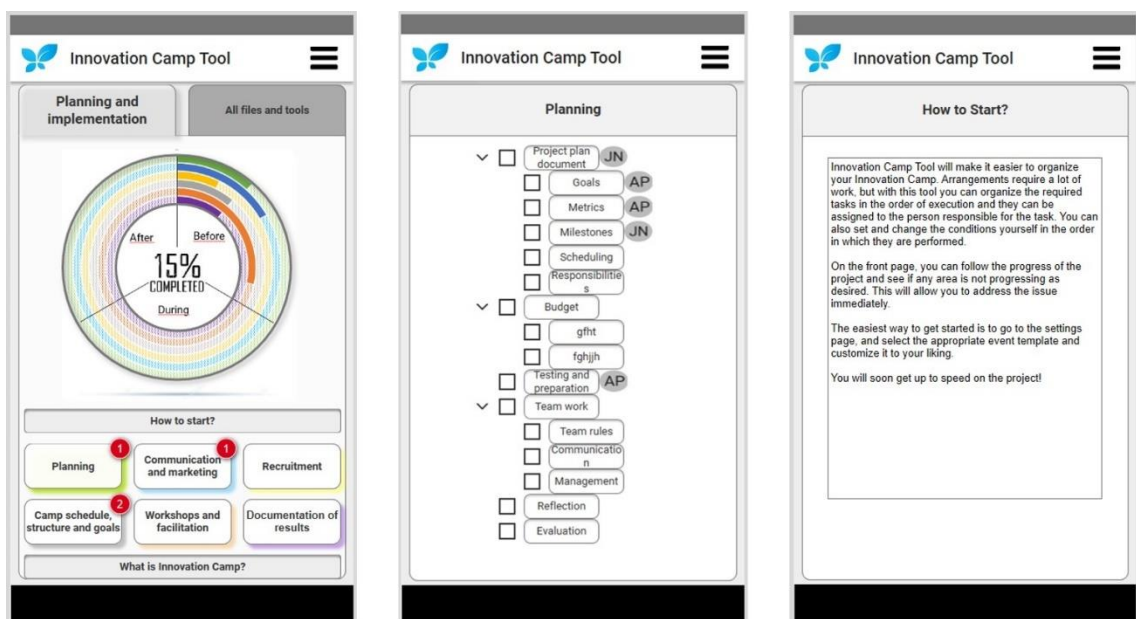 Innovation Camp Tool
Planning and
implementation
All files and tools
After
Before
15%
COMPLETED
During
How to start?
Planning
1
Communication
and marketing
1
Recruitment
Camp schedule,
structure and goals
2
Workshops and
facilitation
Documentation of
results
What is Innovation Camp?
Innovation Camp Tool
Planning
Project plan
document
JN
Goals
AP
Metrics
AP
Milestones
JN
Scheduling
Responsibilitie
s
Budget
gfht
fghjjh
Testing and
preparation
AP
Team work
Team rules
Communicatio
n
Management
Reflection
Evaluation
Innovation Camp Tool
How to Start?
Innovation Camp Tool will make it easier to organize
your Innovation Camp. Arrangements require a lot of
work, but with this tool you can organize the required
tasks in the order of execution and they can be
assigned to the person responsible for the task. You can
also set and change the conditions yourself in the order
in which they are performed.
On the front page, you can follow the progress of the
project and see if any area is not progressing as
desired. This will allow you to address the issue
immediately.
The easiest way to get started is to go to the settings
page, and select the appropriate event template and
customize it to your liking.
You will soon get up to speed on the project!